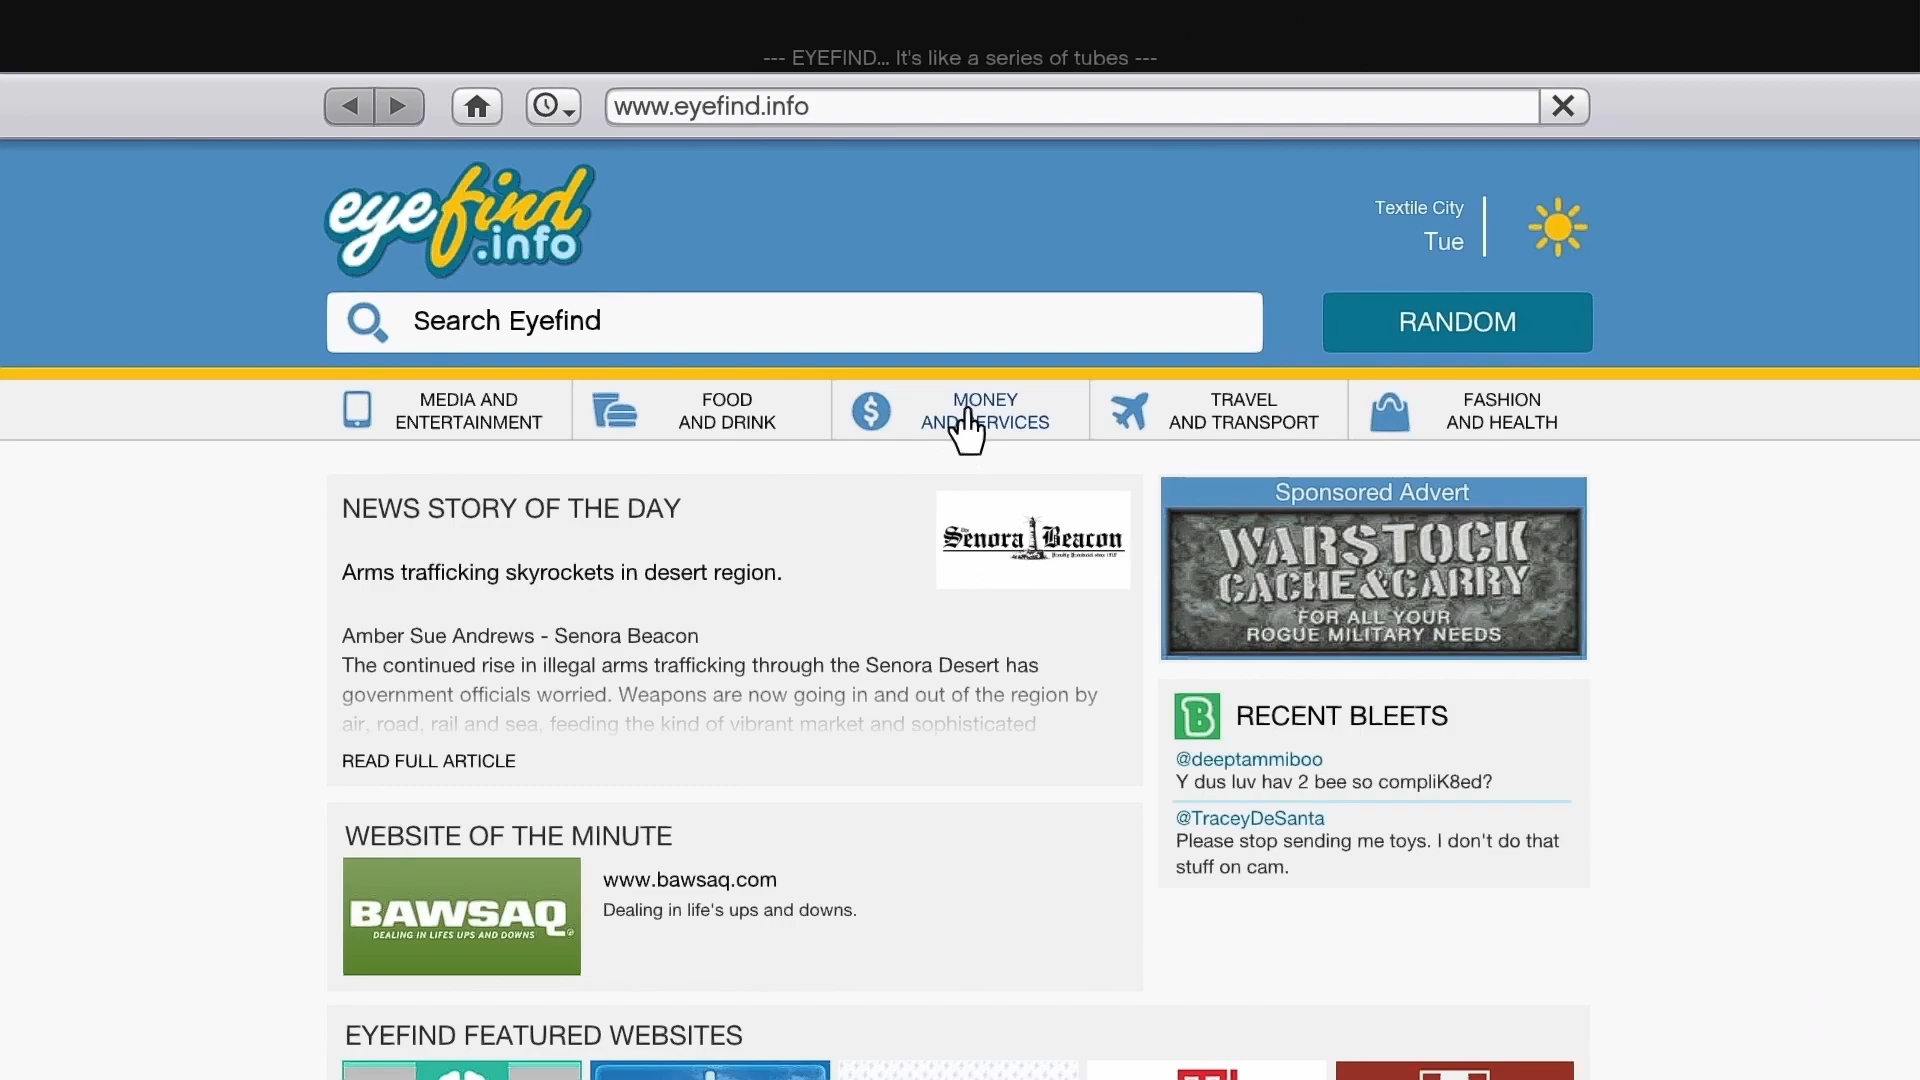 --- EYEFIND... It's like a series of tubes ---
www.eyefind.info
eyefind
.info
Textile City
Tue
Search Eyefind
RANDOM
MEDIA AND
ENTERTAINMENT
FOOD
AND DRINK
MONEY
AND SERVICES
TRAVEL
AND TRANSPORT
FASHION
AND HEALTH
NEWS STORY OF THE DAY
The Senora Beacon
Arms trafficking skyrockets in desert region.
Amber Sue Andrews - Senora Beacon
The continued rise in illegal arms trafficking through the Senora Desert has
government officials worried. Weapons are now going in and out of the region by
air, road, rail and sea, feeding the kind of vibrant market and sophisticated
READ FULL ARTICLE
Sponsored Advert
WARSTOCK
CACHE&CARRY
FOR ALL YOUR
ROGUE MILITARY NEEDS
B RECENT BLEETS
@deeptammiboo
Y dus luv hav 2 bee so compliK8ed?
@TraceyDeSanta
Please stop sending me toys. I don't do that
stuff on cam.
WEBSITE OF THE MINUTE
BAWSAQ
DEALING IN LIFES UPS AND DOWNS
www.bawsaq.com
Dealing in life's ups and downs.
EYEFIND FEATURED WEBSITES